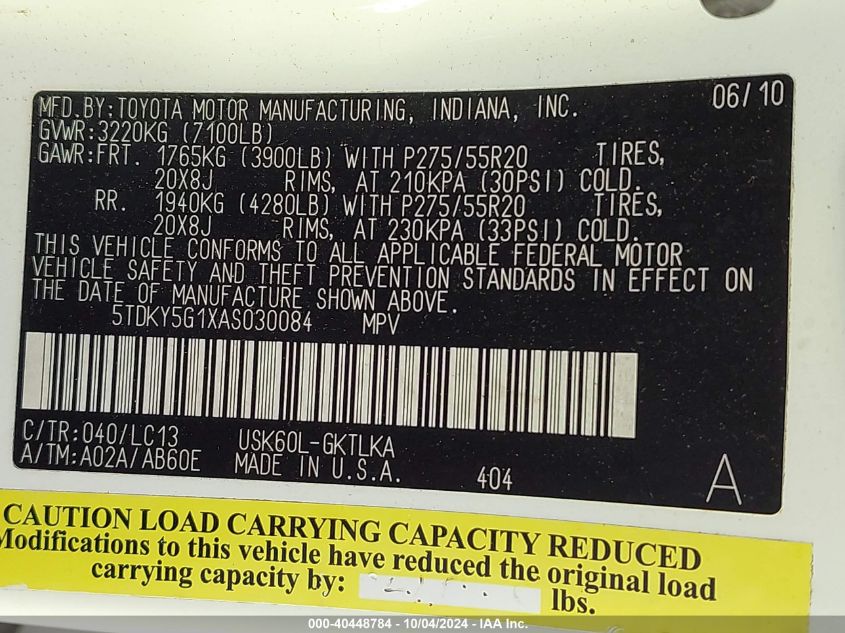 MFD.BY:TOYOTA MOTOR MANUFACTURING, INDIANA, INC. 06/10
GVWR:3220KG (7100LB)
GAWR:FRT. 1765KG (3900LB) WITH P275/55R20 TIRES,
20X8J RIMS, AT 210KPA (30PSI) COLD.
RR. 1940KG (4280LB) WITH P275/55R20 TIRES,
20X8J RIMS, AT 230KPA (33PSI) COLD.
THIS VEHICLE CONFORMS TO ALL APPLICABLE FEDERAL MOTOR
VEHICLE SAFETY AND THEFT PREVENTION STANDARDS IN EFFECT ON
THE DATE OF MANUFACTURE SHOWN ABOVE.
5TDKY5G1XAS030084 MPV
C/TR:040/LC13 USK60L-GKTLKA
A/TM:A02A/AB60E MADE IN U.S.A. 404 A
CAUTION LOAD CARRYING CAPACITY REDUCED
Modifications to this vehicle have reduced the original load
carrying capacity by: lbs.
000-40448784 - 10/04/2024 - IAA Inc.